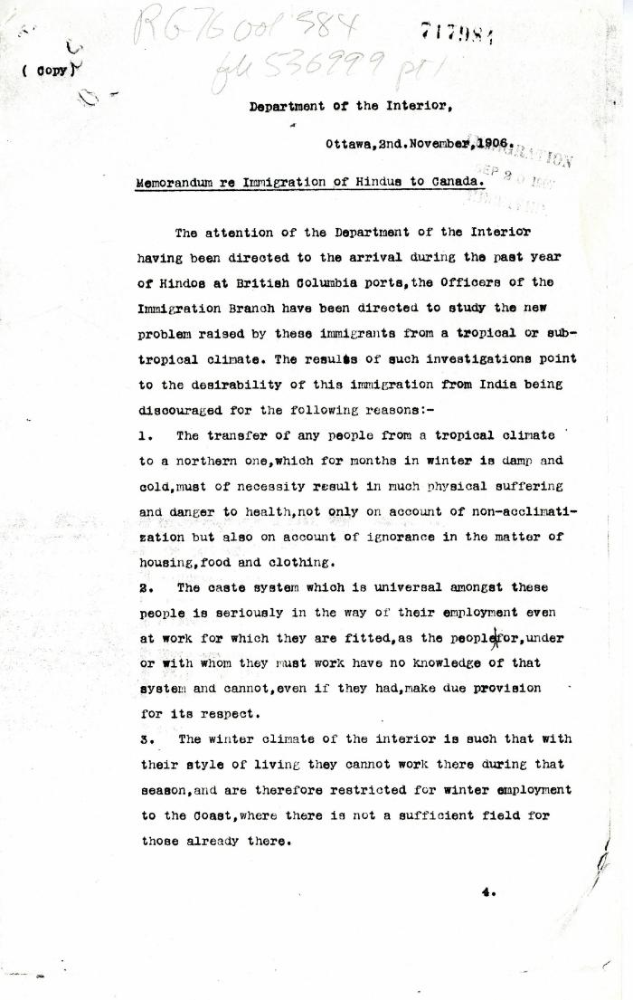 RG76 vol 384
717984
file 536999 pt 1
( Copy)
Department of the Interior,
Ottawa,2nd.November,1906.
IMMIGRATION
SEP 20
Memorandum re Immigration of Hindus to Canada.
The attention of the Department of the Interior
having been directed to the arrival during the past year
of Hindos at British Columbia ports,the Officers of the
Immigration Branch have been directed to study the new
problem raised by these immigrants from a tropical or sub-
tropical climate. The results of such investigations point
to the desirability of this immigration from India being
discouraged for the following reasons:-
1. The transfer of any people from a tropical climate
to a northern one,which for months in winter is damp and
cold,must of necessity result in much physical suffering
and danger to health,not only on account of non-acclimati-
zation but also on account of ignorance in the matter of
housing,food and clothing.
2. The caste system which is universal amongst these
people is seriously in the way of their employment even
at work for which they are fitted,as the people for,under
or with whom they must work have no knowledge of that
system and cannot,even if they had,make due provision
for its respect.
3. The winter climate of the interior is such that with
their style of living they cannot work there during that
season,and are therefore restricted for winter employment
to the Coast,where there is not a sufficient field for
those already there.
4.